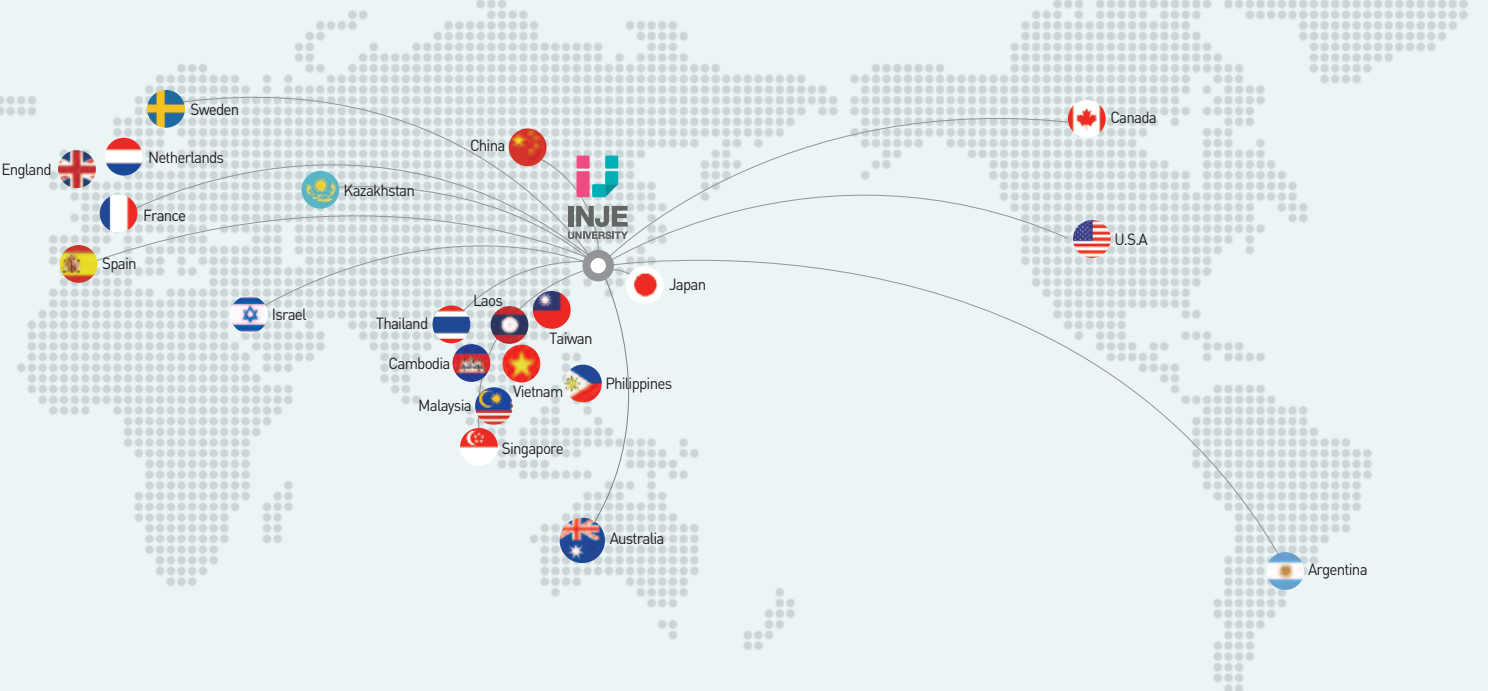 Sweden
Canada
China
Netherlands
England
Kazakhstan
INJE
UNIVERSITY
France
U.S.A
Spain
Japan
Laos
Israel
Thailand
Taiwan
Cambodia
Philippines
Vietnam
Malaysia
Singapore
Australia
Argentina